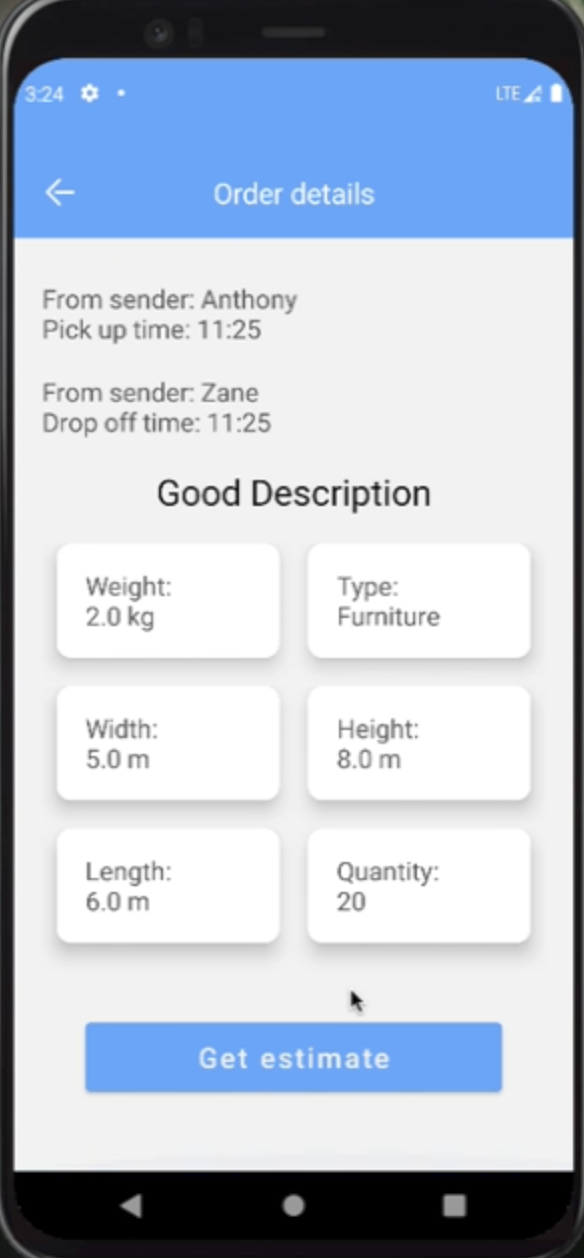 3:24
LTE
Order details
From sender: Anthony
Pick up time: 11:25
From sender: Zane
Drop off time: 11:25
Good Description
Weight:
2.0 kg
Type:
Furniture
Width:
5.0 m
Height:
8.0 m
Length:
6.0 m
Quantity:
20
Get estimate